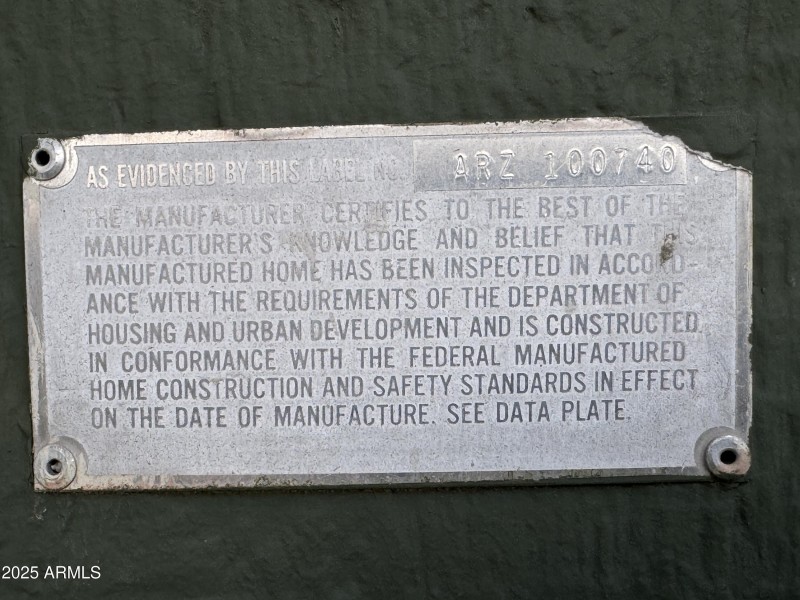 AS EVIDENCED BY THIS LABEL NO. ARZ 100740
THE MANUFACTURER CERTIFIES TO THE BEST OF THE
MANUFACTURER'S KNOWLEDGE AND BELIEF THAT THIS
MANUFACTURED HOME HAS BEEN INSPECTED IN ACCORD-
ANCE WITH THE REQUIREMENTS OF THE DEPARTMENT OF
HOUSING AND URBAN DEVELOPMENT AND IS CONSTRUCTED
IN CONFORMANCE WITH THE FEDERAL MANUFACTURED
HOME CONSTRUCTION AND SAFETY STANDARDS IN EFFECT
ON THE DATE OF MANUFACTURE. SEE DATA PLATE.
2025 ARMLS